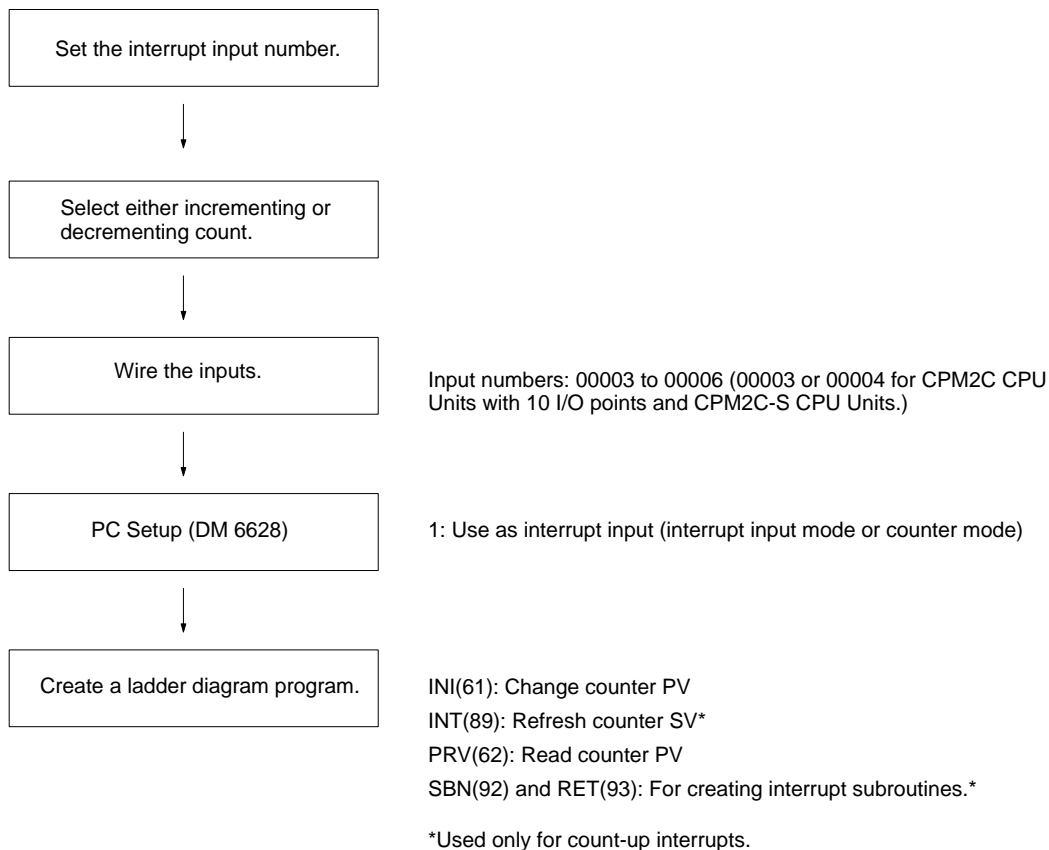 Set the interrupt input number.
Select either incrementing or
decrementing count.
Wire the inputs.
Input numbers: 00003 to 00006 (00003 or 00004 for CPM2C CPU
Units with 10 I/O points and CPM2C-S CPU Units.)
PC Setup (DM 6628)
1: Use as interrupt input (interrupt input mode or counter mode)
Create a ladder diagram program.
INI(61): Change counter PV
INT(89): Refresh counter SV*
PRV(62): Read counter PV
SBN(92) and RET(93): For creating interrupt subroutines.*
*Used only for count-up interrupts.